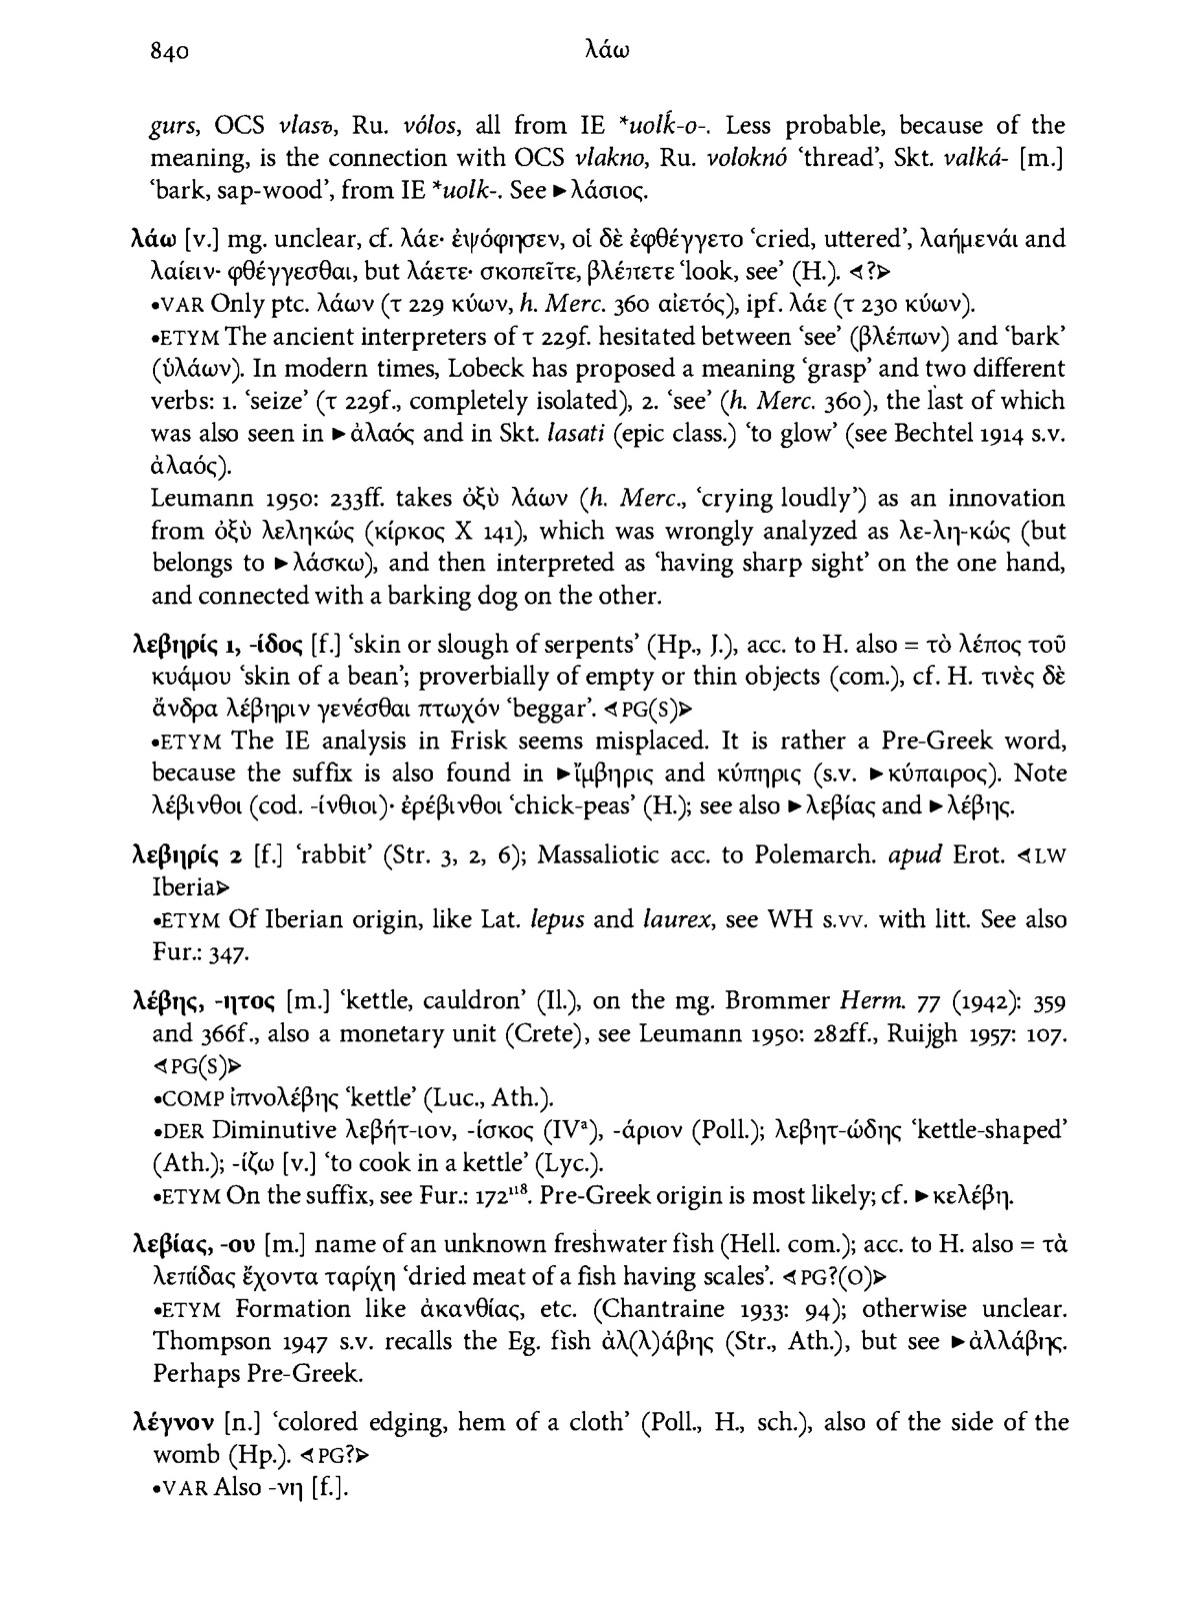 840 λάω
gurs, OCS vlasъ, Ru. vólos, all from IE *uolḱ-o-. Less probable, because of the
meaning, is the connection with OCS vlakno, Ru. voloknó ‘thread’, Skt. valká- [m.]
‘bark, sap-wood’, from IE *uolk-. See ►λάσιος.
λάω [v.] mg. unclear, cf. λάε· ἐψόφησεν, οἱ δὲ ἐφθέγγετο ‘cried, uttered’, λαήμεναι and
λαίειν· φθέγγεσθαι, but λάετε· σκοπεῖτε, βλέπετε ‘look, see’ (H.). ⋖?⋗
•VAR Only ptc. λάων (τ 229 κύων, h. Merc. 360 αἰετός), ipf. λάε (τ 230 κύων).
•ETYM The ancient interpreters of τ 229f. hesitated between ‘see’ (βλέπων) and ‘bark’
(ὑλάων). In modern times, Lobeck has proposed a meaning ‘grasp’ and two different
verbs: 1. ‘seize’ (τ 229f., completely isolated), 2. ‘see’ (h. Merc. 360), the last of which
was also seen in ►ἀλαός and in Skt. lasati (epic class.) ‘to glow’ (see Bechtel 1914 s.v.
ἀλαός).
Leumann 1950: 233ff. takes ὀξὺ λάων (h. Merc., ‘crying loudly’) as an innovation
from ὀξὺ λεληκώς (κίρκος Χ 141), which was wrongly analyzed as λε-λη-κώς (but
belongs to ►λάσκω), and then interpreted as ‘having sharp sight’ on the one hand,
and connected with a barking dog on the other.
λεβηρίς 1, -ίδος [f.] ‘skin or slough of serpents’ (Hp., J.), acc. to H. also = τὸ λέπος τοῦ
κυάμου ‘skin of a bean’; proverbially of empty or thin objects (com.), cf. H. τινὲς δὲ
ἄνδρα λέβηριν γενέσθαι πτωχόν ‘beggar’. ⋖PG(S)⋗
•ETYM The IE analysis in Frisk seems misplaced. It is rather a Pre-Greek word,
because the suffix is also found in ►ἴμβηρις and κύπηρις (s.v. ►κύπαιρος). Note
λέβινθοι (cod. -ίνθιοι)· ἐρέβινθοι ‘chick-peas’ (H.); see also ►λεβίας and ►λέβης.
λεβηρίς 2 [f.] ‘rabbit’ (Str. 3, 2, 6); Massaliotic acc. to Polemarch. apud Erot. ⋖LW
Iberia⋗
•ETYM Of Iberian origin, like Lat. lepus and laurex, see WH s.vv. with litt. See also
Fur.: 347.
λέβης, -ητος [m.] ‘kettle, cauldron’ (Il.), on the mg. Brommer Herm. 77 (1942): 359
and 366f., also a monetary unit (Crete), see Leumann 1950: 282ff., Ruijgh 1957: 107.
⋖PG(S)⋗
•COMP ἰπνολέβης ‘kettle’ (Luc., Ath.).
•DER Diminutive λεβήτ-ιον, -ίσκος (IVᵃ), -άριον (Poll.); λεβητ-ώδης ‘kettle-shaped’
(Ath.); -ίζω [v.] ‘to cook in a kettle’ (Lyc.).
•ETYM On the suffix, see Fur.: 172¹¹⁸. Pre-Greek origin is most likely; cf. ►κελέβη.
λεβίας, -ου [m.] name of an unknown freshwater fish (Hell. com.); acc. to H. also = τὰ
λεπίδας ἔχοντα ταρίχη ‘dried meat of a fish having scales’. ⋖PG?(O)⋗
•ETYM Formation like ἀκανθίας, etc. (Chantraine 1933: 94); otherwise unclear.
Thompson 1947 s.v. recalls the Eg. fish ἀλ(λ)άβης (Str., Ath.), but see ►ἀλλάβης.
Perhaps Pre-Greek.
λέγνον [n.] ‘colored edging, hem of a cloth’ (Poll., H., sch.), also of the side of the
womb (Hp.). ⋖PG?⋗
•VAR Also -νη [f.].